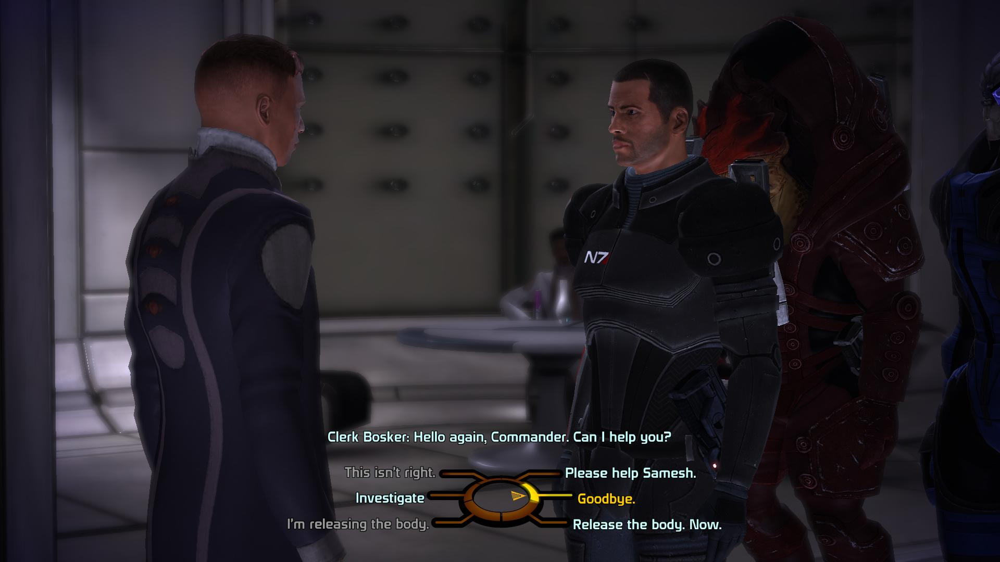 N7
Clerk Bosker: Hello again, Commander. Can I help you?
This isn't right.
Please help Samesh.
Investigate
Goodbye.
I'm releasing the body.
Release the body. Now.